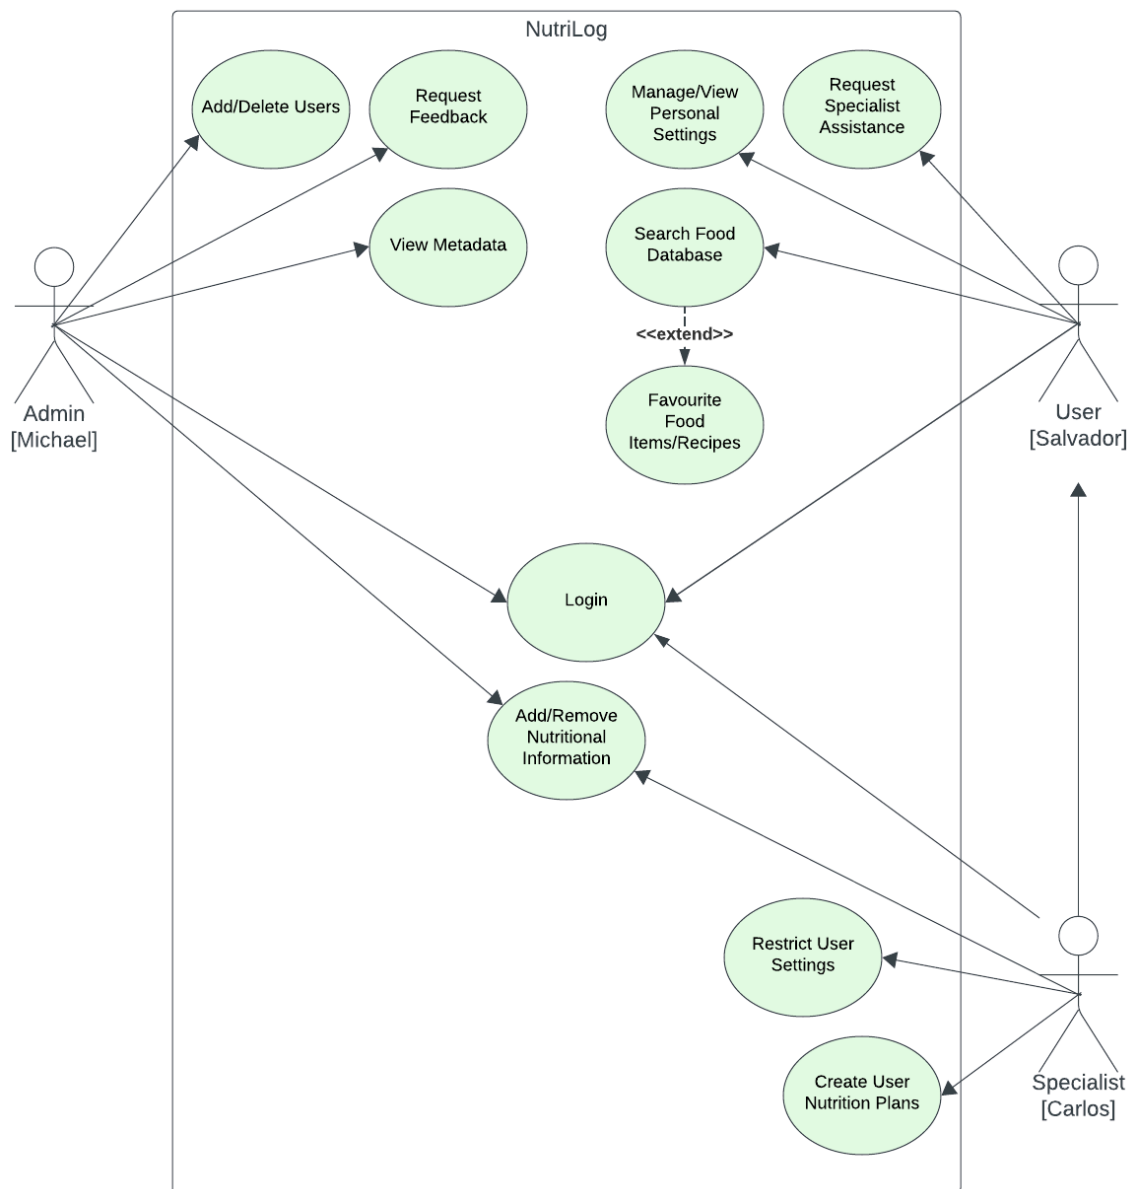 NutriLog
Add/Delete Users
Request
Feedback
Manage/View
Personal
Settings
Request
Specialist
Assistance
View Metadata
Search Food
Database
<<extend>>
Favourite
Food
Items/Recipes
Admin
[Michael]
User
[Salvador]
Login
Add/Remove
Nutritional
Information
Restrict User
Settings
Create User
Nutrition Plans
Specialist
[Carlos]